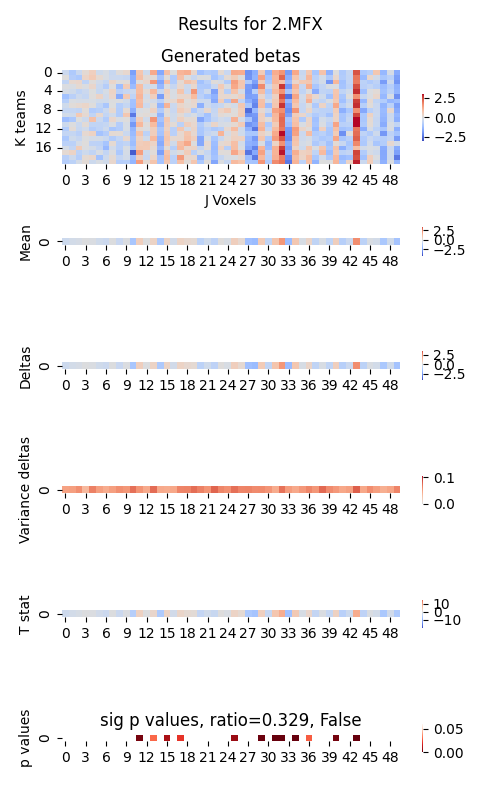 Results for 2.MFX
Generated betas
K teams
0
4
8
12
16
0 3 6 9 12 15 18 21 24 27 30 33 36 39 42 45 48
J Voxels
2.5
0.0
−2.5
Mean
0
0 3 6 9 12 15 18 21 24 27 30 33 36 39 42 45 48
2.5
0.0
−2.5
Deltas
0
0 3 6 9 12 15 18 21 24 27 30 33 36 39 42 45 48
2.5
0.0
−2.5
Variance deltas
0
0 3 6 9 12 15 18 21 24 27 30 33 36 39 42 45 48
0.1
0.0
T stat
0
0 3 6 9 12 15 18 21 24 27 30 33 36 39 42 45 48
10
0
−10
sig p values, ratio=0.329, False
p values
0
0 3 6 9 12 15 18 21 24 27 30 33 36 39 42 45 48
0.05
0.00